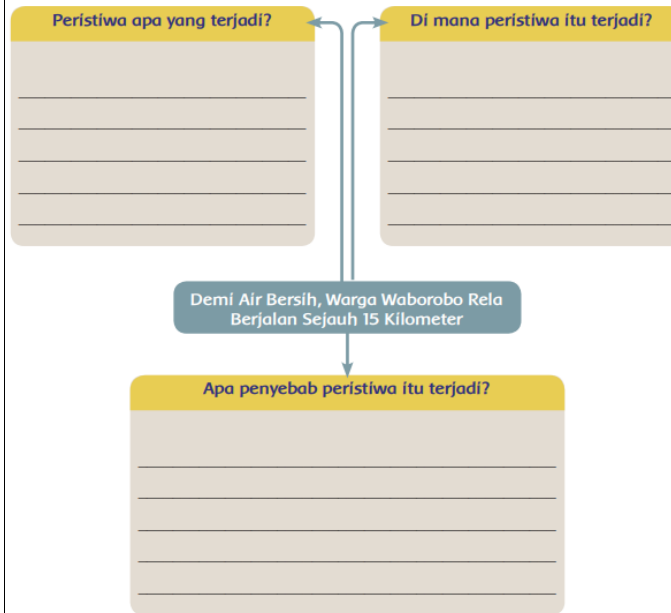 Peristiwa apa yang terjadi?
Di mana peristiwa itu terjadi?
Demi Air Bersih, Warga Waborobo Rela
Berjalan Sejauh 15 Kilometer
Apa penyebab peristiwa itu terjadi?